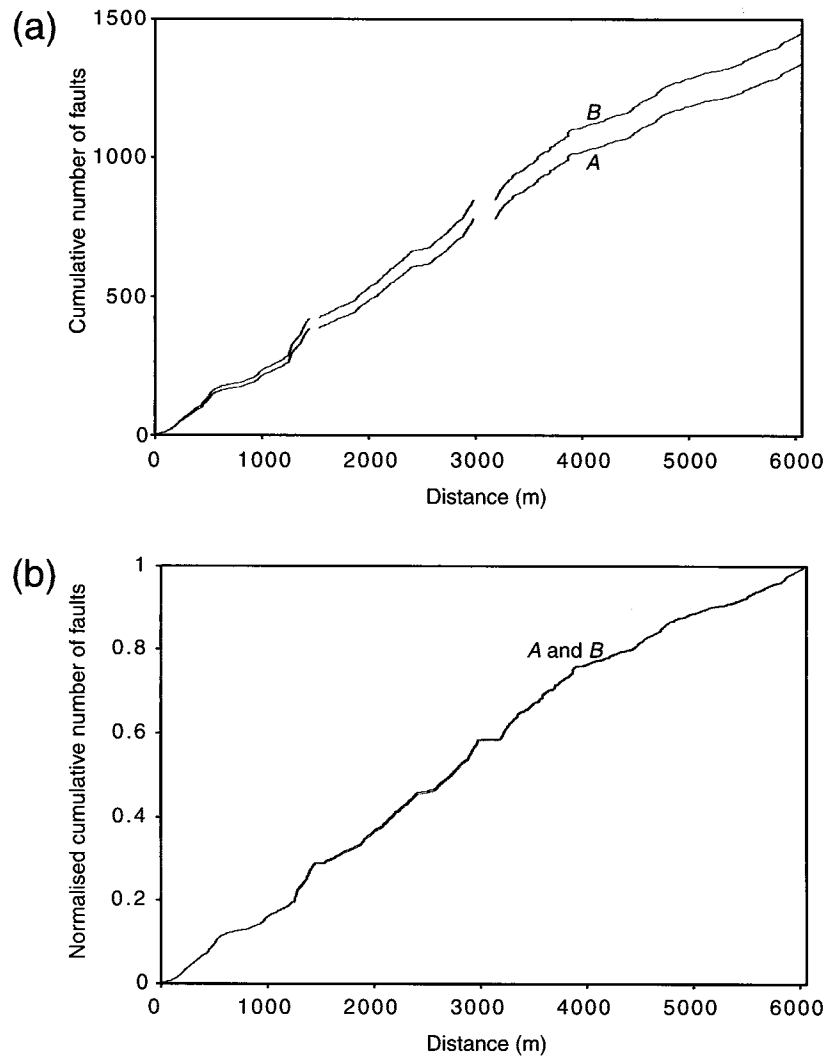 (a)
Cumulative number of faults
1500
1000
500
0
B
A
0 1000 2000 3000 4000 5000 6000
Distance (m)
(b)
Normalised cumulative number of faults
1
0.8
0.6
0.4
0.2
0
A and B
0 1000 2000 3000 4000 5000 6000
Distance (m)